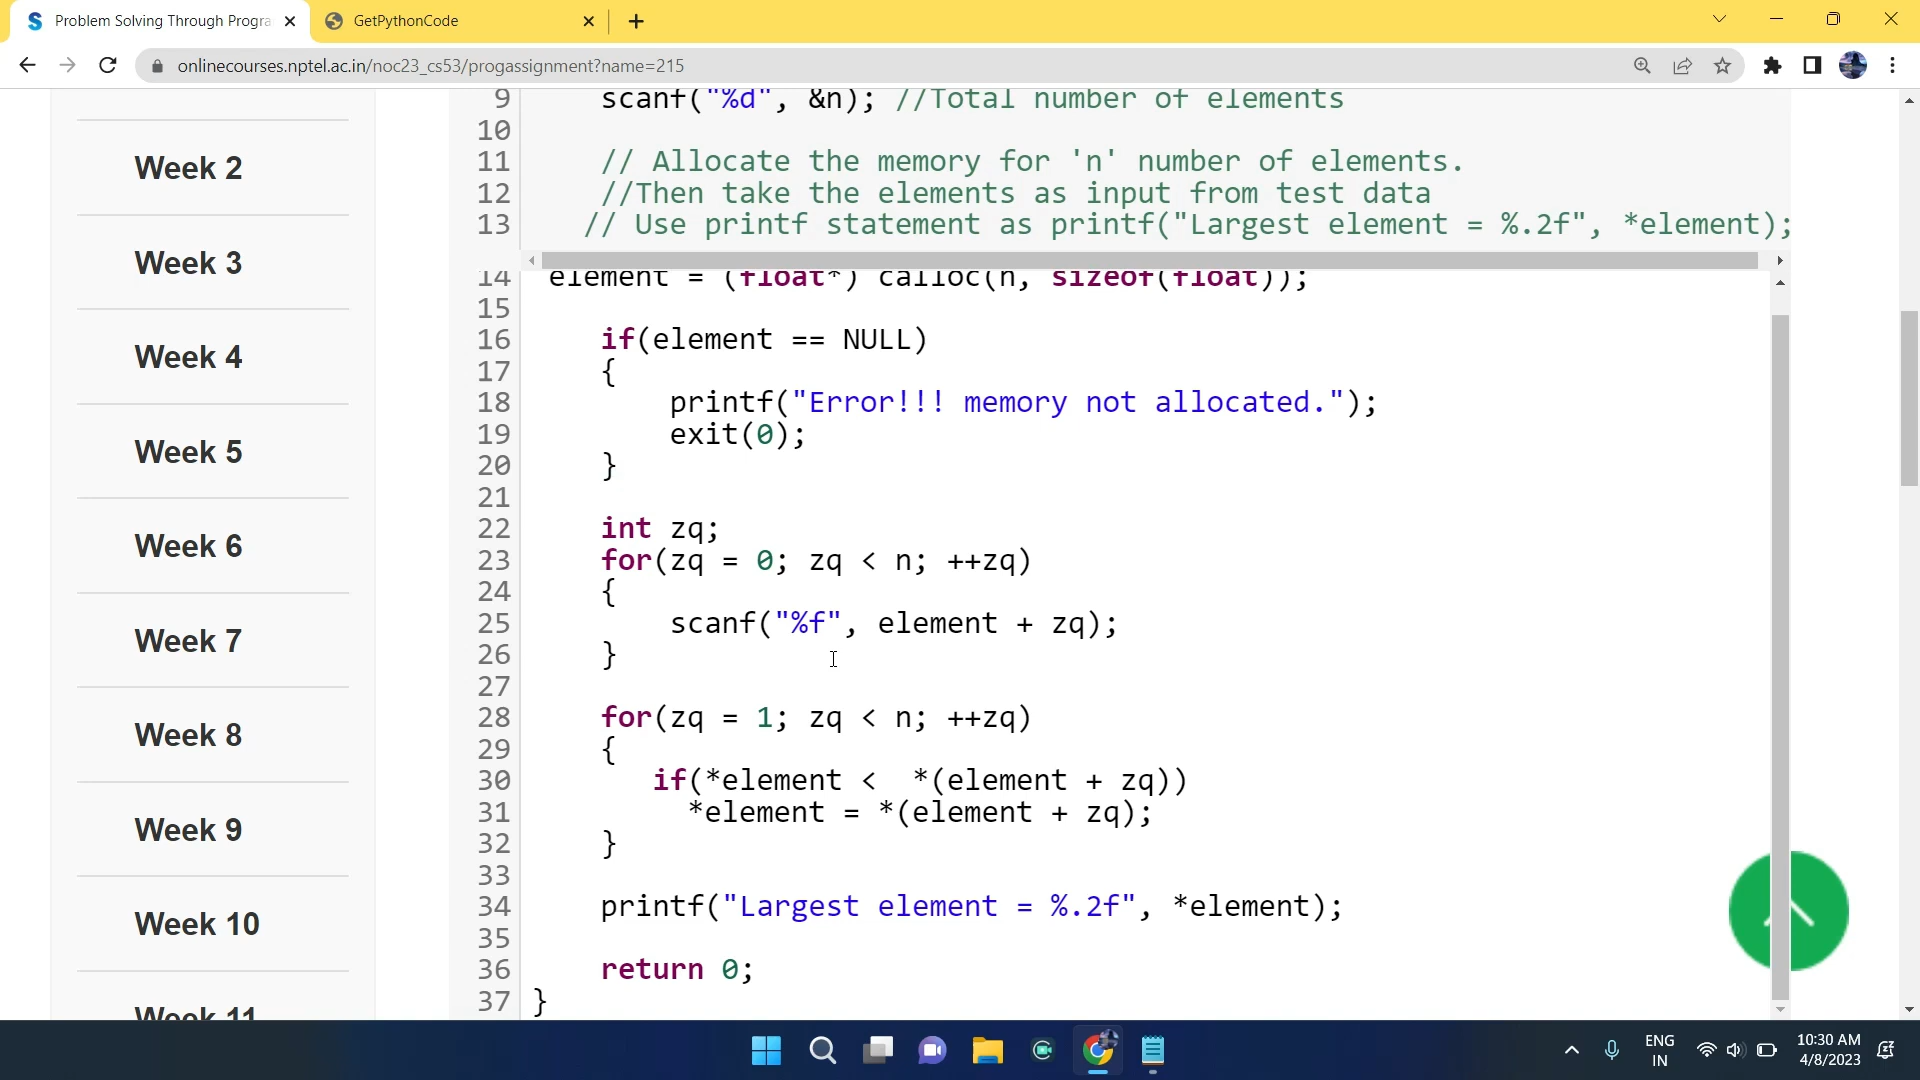 Problem Solving Through Progra
GetPythonCode
onlinecourses.nptel.ac.in/noc23_cs53/progassignment?name=215
Week 2
Week 3
Week 4
Week 5
Week 6
Week 7
Week 8
Week 9
Week 10
Week 11
9 scanf("%d", &n); //Total number of elements
10
11 // Allocate the memory for 'n' number of elements.
12 //Then take the elements as input from test data
13 // Use printf statement as printf("Largest element = %.2f", *element);
14 element = (float*) calloc(n, sizeof(float));
15
16 if(element == NULL)
17 {
18 printf("Error!!! memory not allocated.");
19 exit(0);
20 }
21
22 int zq;
23 for(zq = 0; zq < n; ++zq)
24 {
25 scanf("%f", element + zq);
26 }
27
28 for(zq = 1; zq < n; ++zq)
29 {
30 if(*element < *(element + zq))
31 *element = *(element + zq);
32 }
33
34 printf("Largest element = %.2f", *element);
35
36 return 0;
37 }
ENG
IN
10:30 AM
4/8/2023